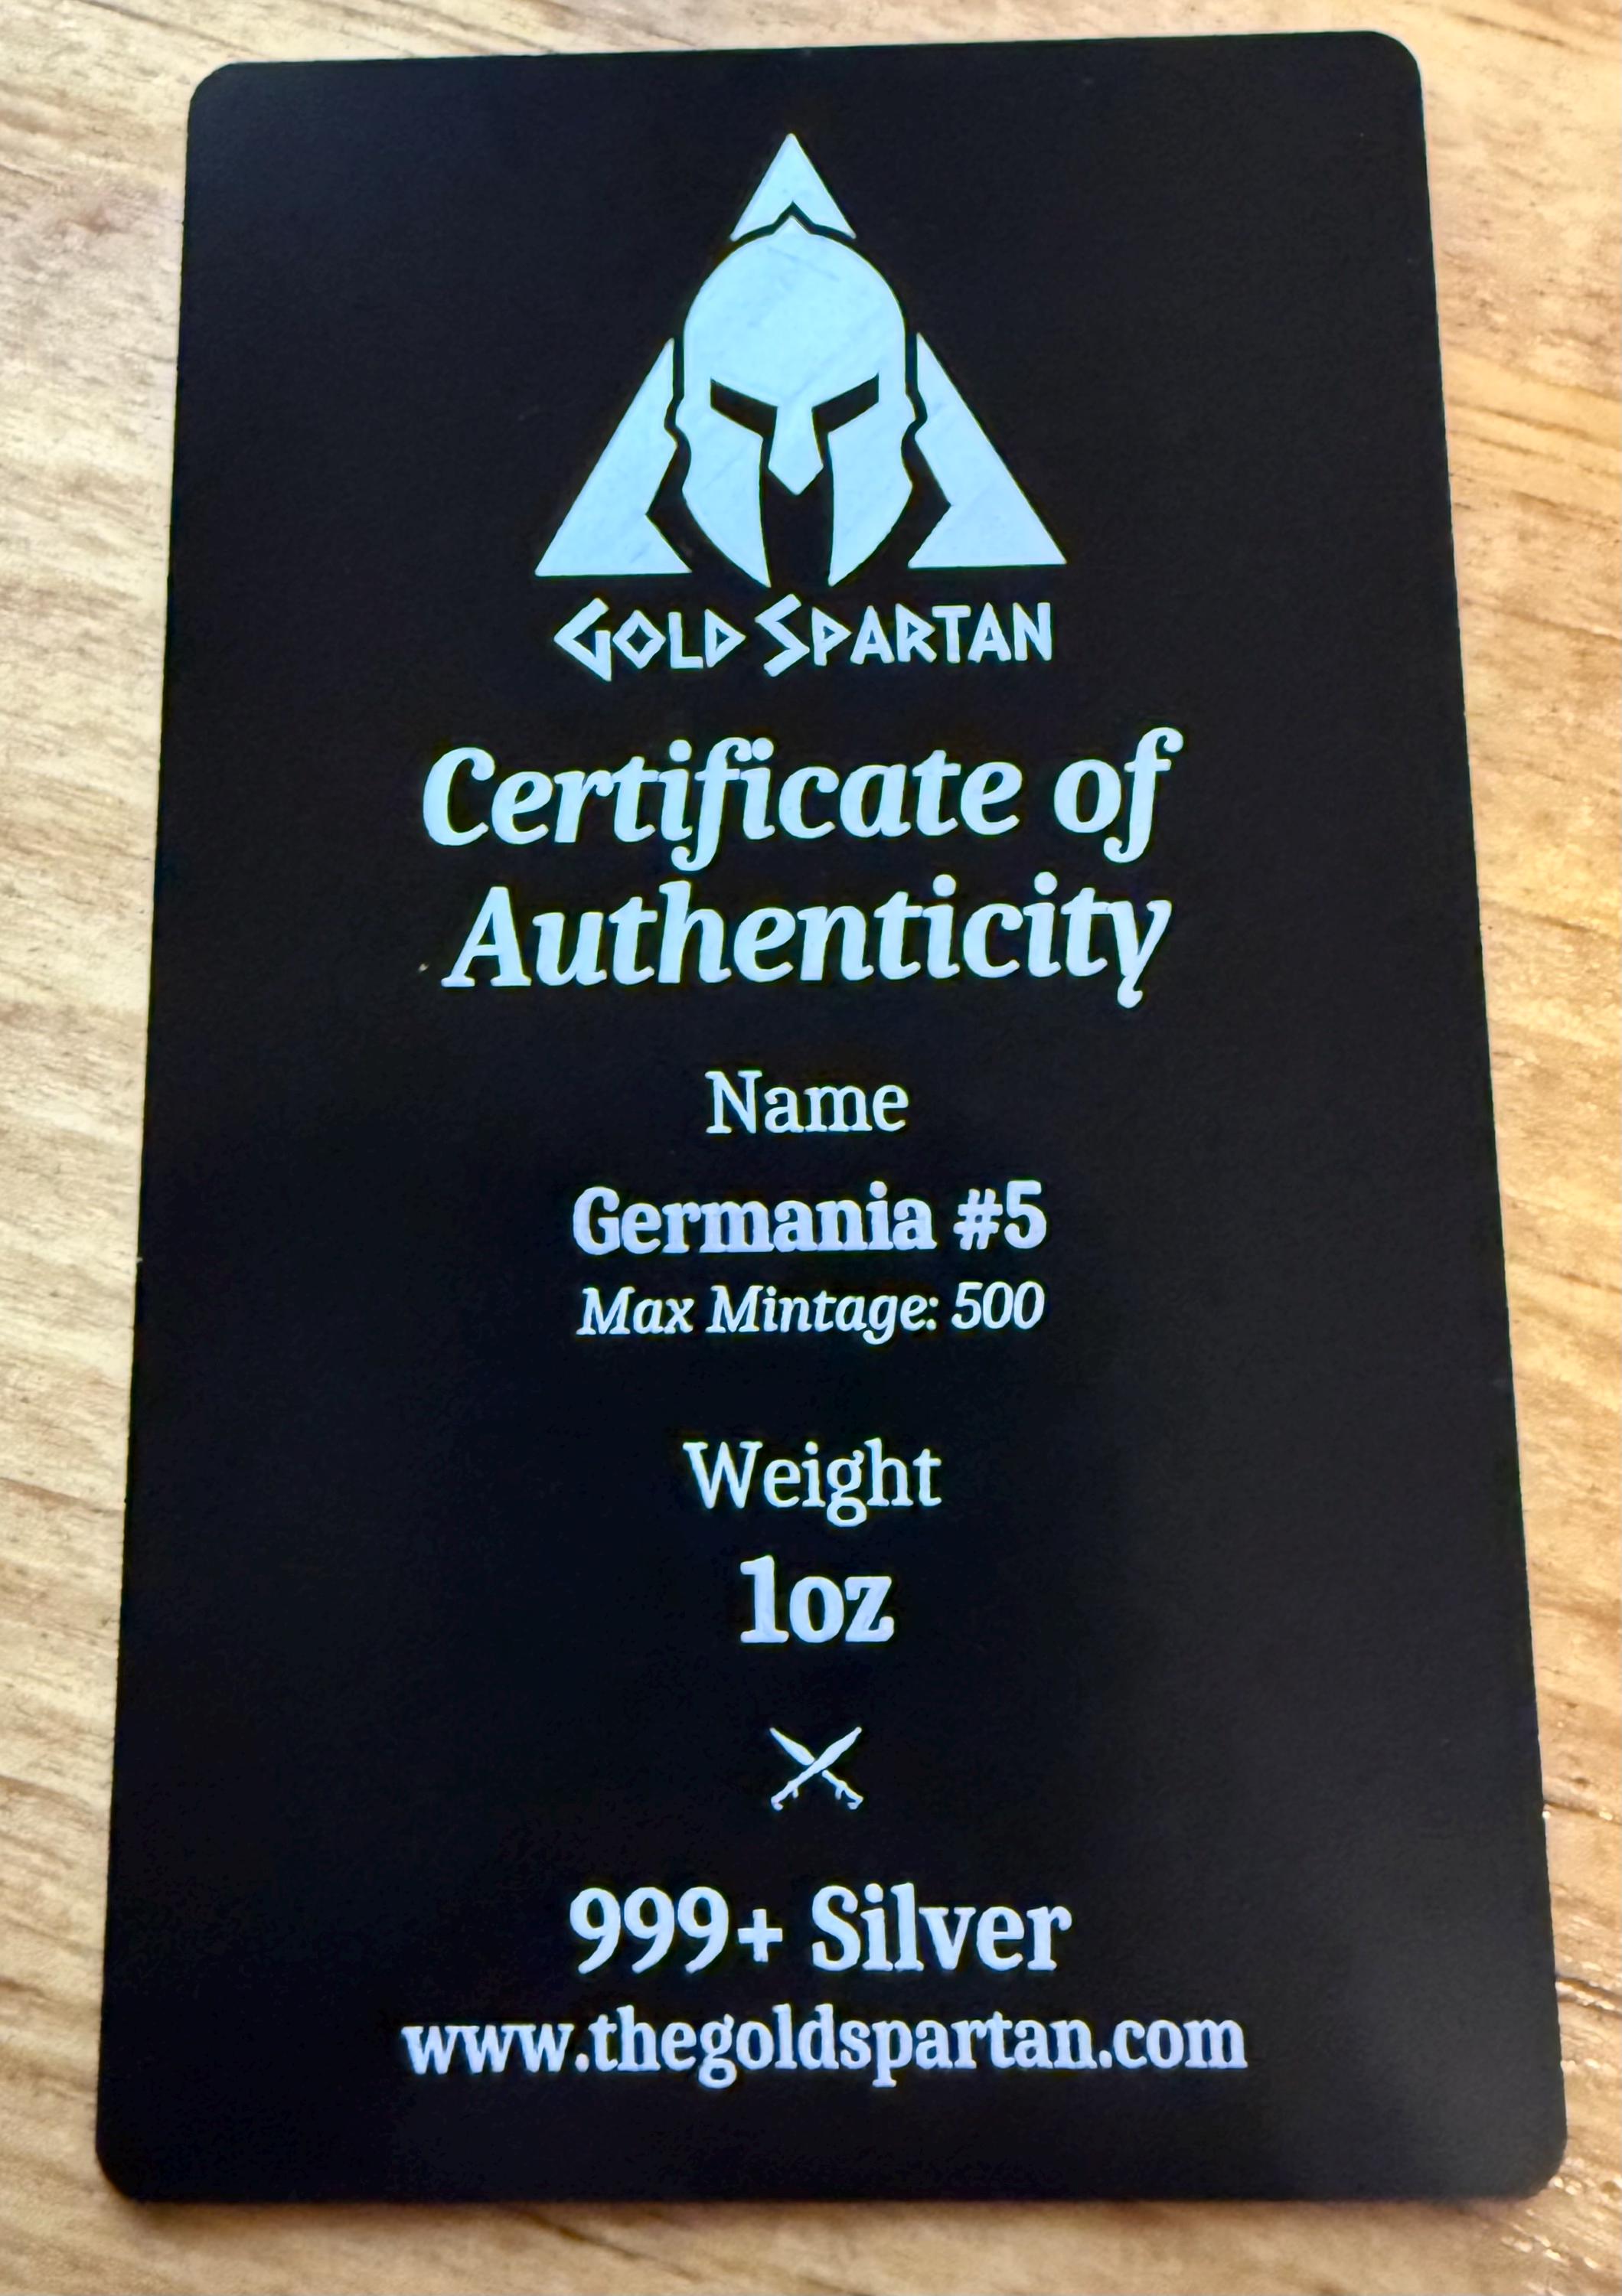 GOLD SPARTAN
Certificate of
Authenticity
Name
Germania #5
Max Mintage: 500
Weight
1oz
999+ Silver
www.thegoldspartan.com